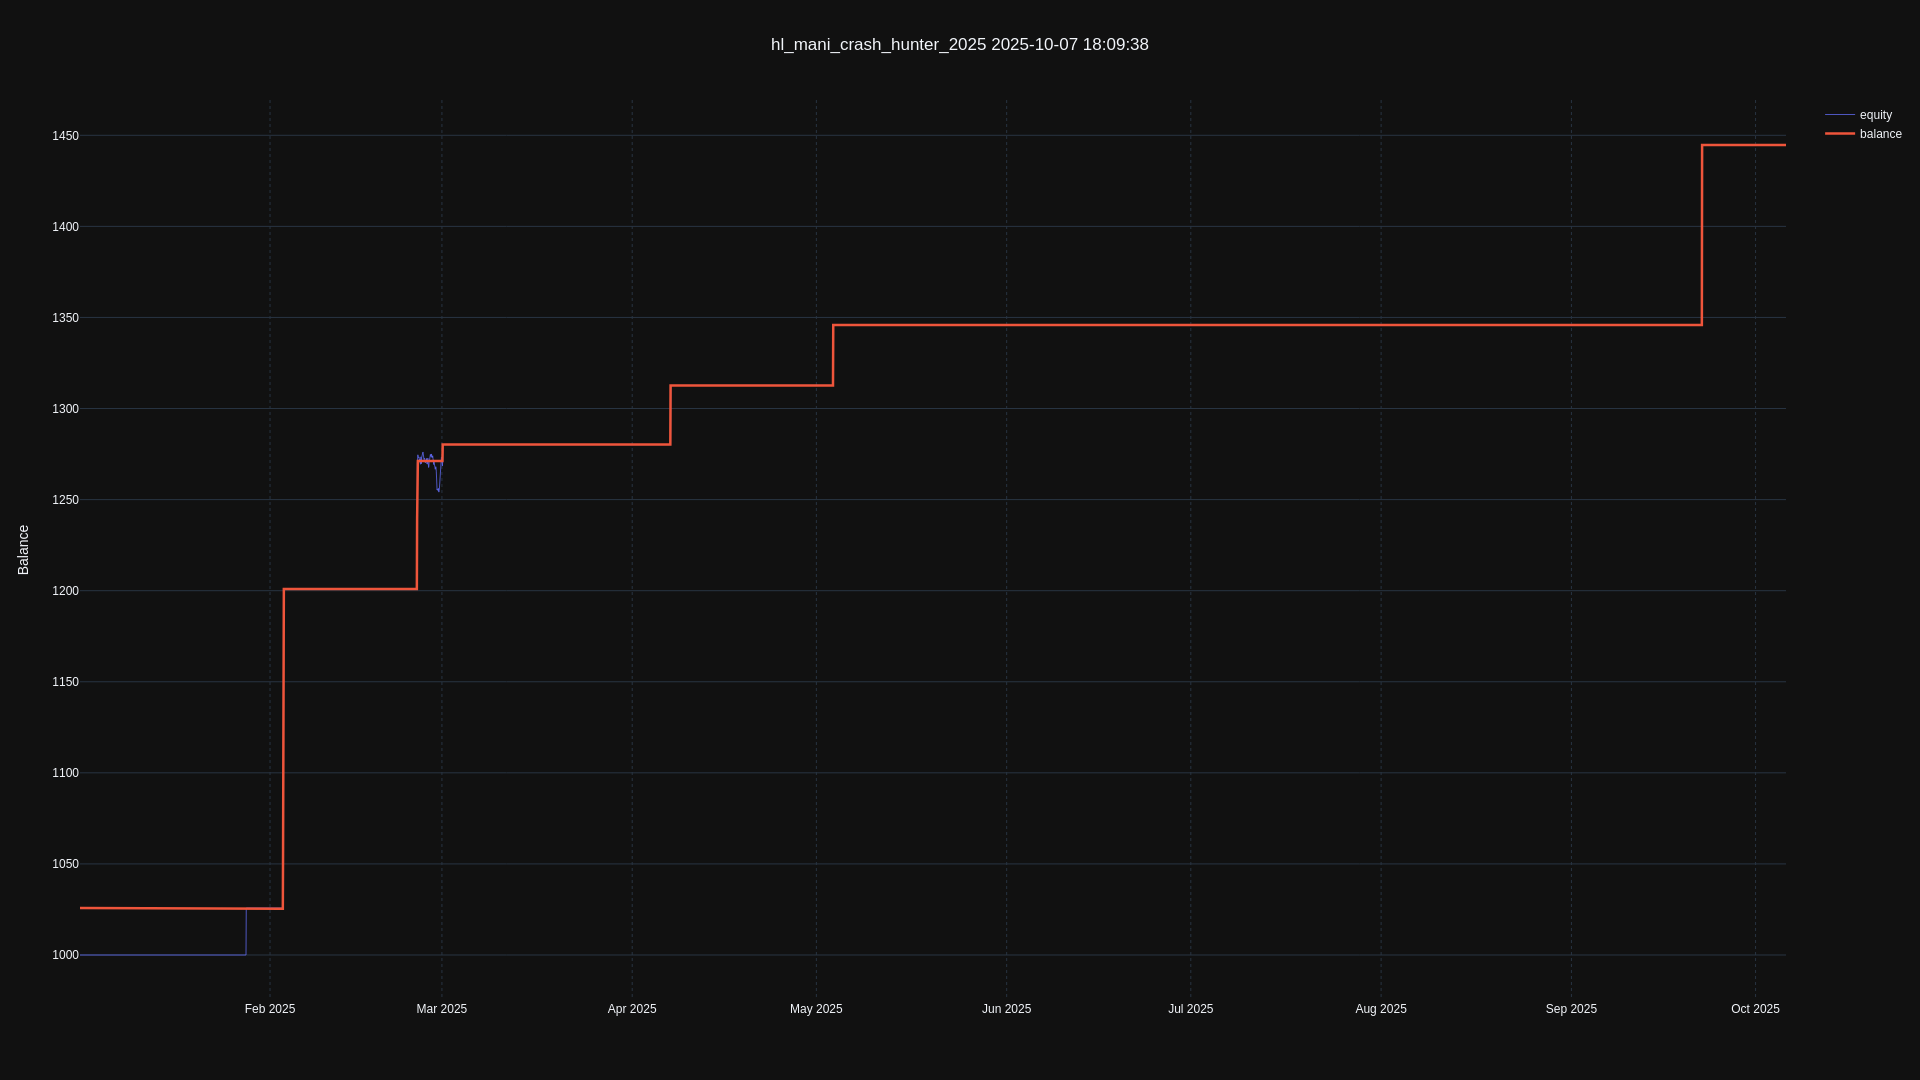 hl_mani_crash_hunter_2025 2025-10-07 18:09:38
equity
balance
Balance
1450
1400
1350
1300
1250
1200
1150
1100
1050
1000
Feb 2025
Mar 2025
Apr 2025
May 2025
Jun 2025
Jul 2025
Aug 2025
Sep 2025
Oct 2025